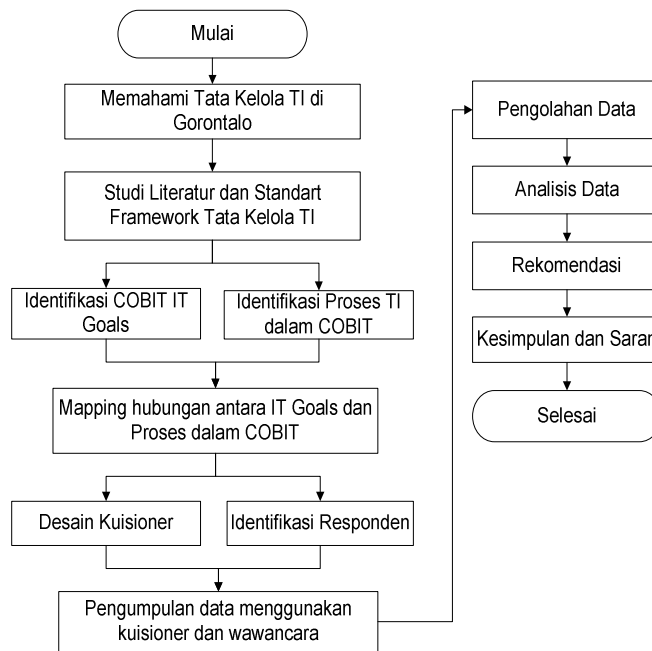 Mulai
Memahami Tata Kelola TI di
Gorontalo
Studi Literatur dan Standart
Framework Tata Kelola TI
Identifikasi COBIT IT
Goals
Identifikasi Proses TI
dalam COBIT
Mapping hubungan antara IT Goals dan
Proses dalam COBIT
Desain Kuisioner
Identifikasi Responden
Pengumpulan data menggunakan
kuisioner dan wawancara
Pengolahan Data
Analisis Data
Rekomendasi
Kesimpulan dan Saran
Selesai